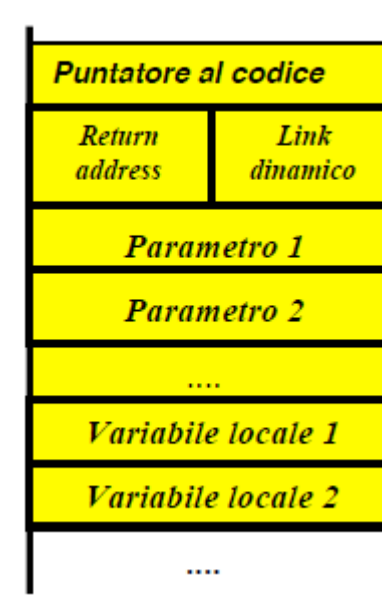 Puntatore al codice
Return
address
Link
dinamico
Parametro 1
Parametro 2
....
Variabile locale 1
Variabile locale 2
....